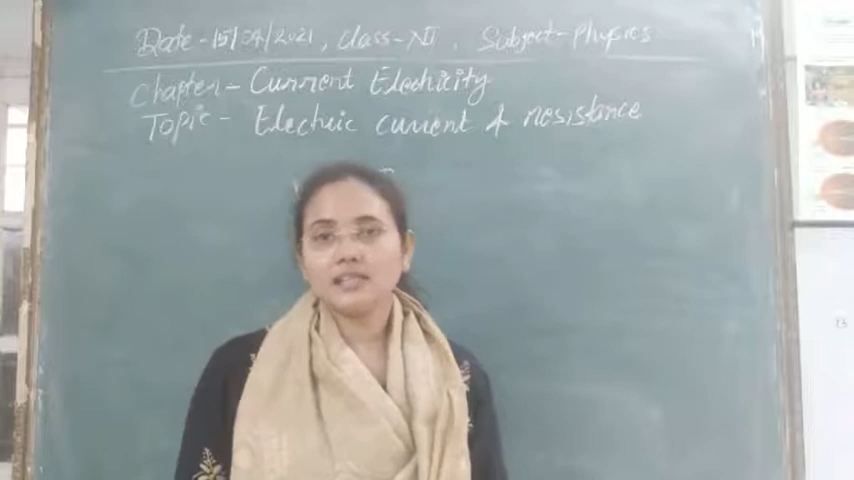 Date - 15/04/2021, Class - XII, Subject - Physics
Chapter - Current Electricity
Topic - Electric current & resistance